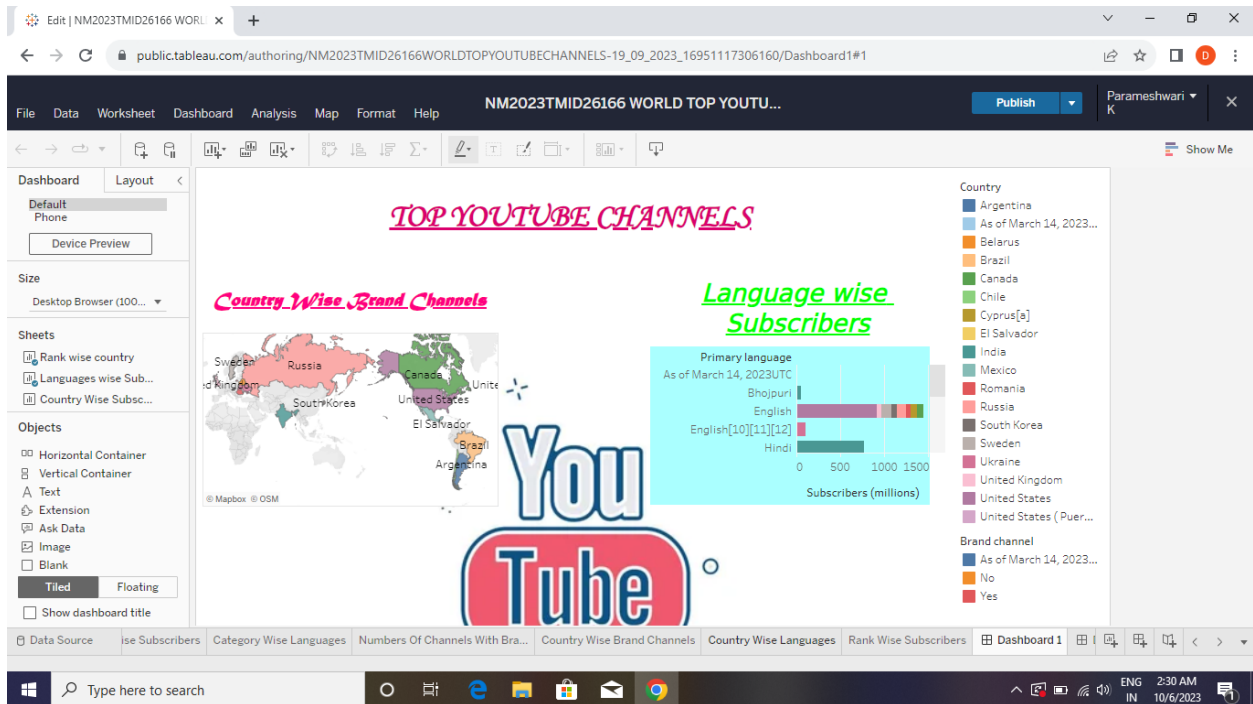 Edit | NM2023TMID26166 WORL
public.tableau.com/authoring/NM2023TMID26166WORLDTOPYOUTUBECHANNELS-19_09_2023_16951117306160/Dashboard1#1
D
NM2023TMID26166 WORLD TOP YOUTU...
Publish
Parameshwari
K
File Data Worksheet Dashboard Analysis Map Format Help
Show Me
Dashboard Layout
Default
Phone
Device Preview
Size
Desktop Browser (100...
Sheets
Rank wise country
Languages wise Sub...
Country Wise Subsc...
Objects
Horizontal Container
Vertical Container
Text
Extension
Ask Data
Image
Blank
Tiled Floating
Show dashboard title
TOP YOUTUBE CHANNELS
Country Wise Brand Channels
Sweden
Russia
Canada
ed Kingdom
Unite
South Korea
United States
El Salvador
Brazil
Argentina
© Mapbox © OSM
Language wise
Subscribers
Primary language
As of March 14, 2023UTC
Bhojpuri
English
English[10][11][12]
Hindi
0 500 1000 1500
Subscribers (millions)
You
Tube
Country
Argentina
As of March 14, 2023...
Belarus
Brazil
Canada
Chile
Cyprus[a]
El Salvador
India
Mexico
Romania
Russia
South Korea
Sweden
Ukraine
United Kingdom
United States
United States ( Puer...
Brand channel
As of March 14, 2023...
No
Yes
Data Source ise Subscribers Category Wise Languages Numbers Of Channels With Bra... Country Wise Brand Channels Country Wise Languages Rank Wise Subscribers Dashboard 1
Type here to search
ENG
IN
2:30 AM
10/6/2023
1